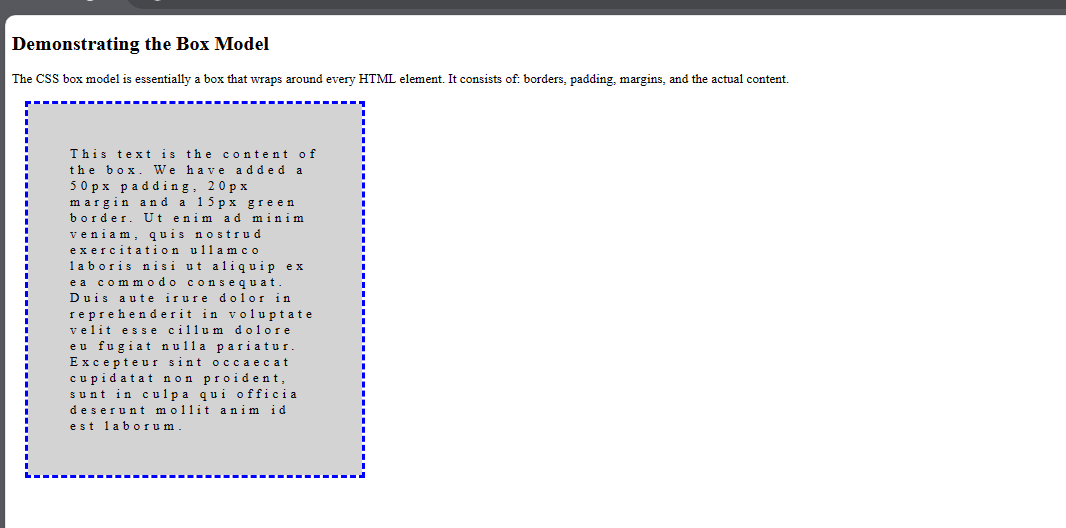 Demonstrating the Box Model
The CSS box model is essentially a box that wraps around every HTML element. It consists of: borders, padding, margins, and the actual content.
This text is the content of
the box. We have added a
50px padding, 20px
margin and a 15px green
border. Ut enim ad minim
veniam, quis nostrud
exercitation ullamco
laboris nisi ut aliquip ex
ea commodo consequat.
Duis aute irure dolor in
reprehenderit in voluptate
velit esse cillum dolore
eu fugiat nulla pariatur.
Excepteur sint occaecat
cupidatat non proident,
sunt in culpa qui officia
deserunt mollit anim id
est laborum.